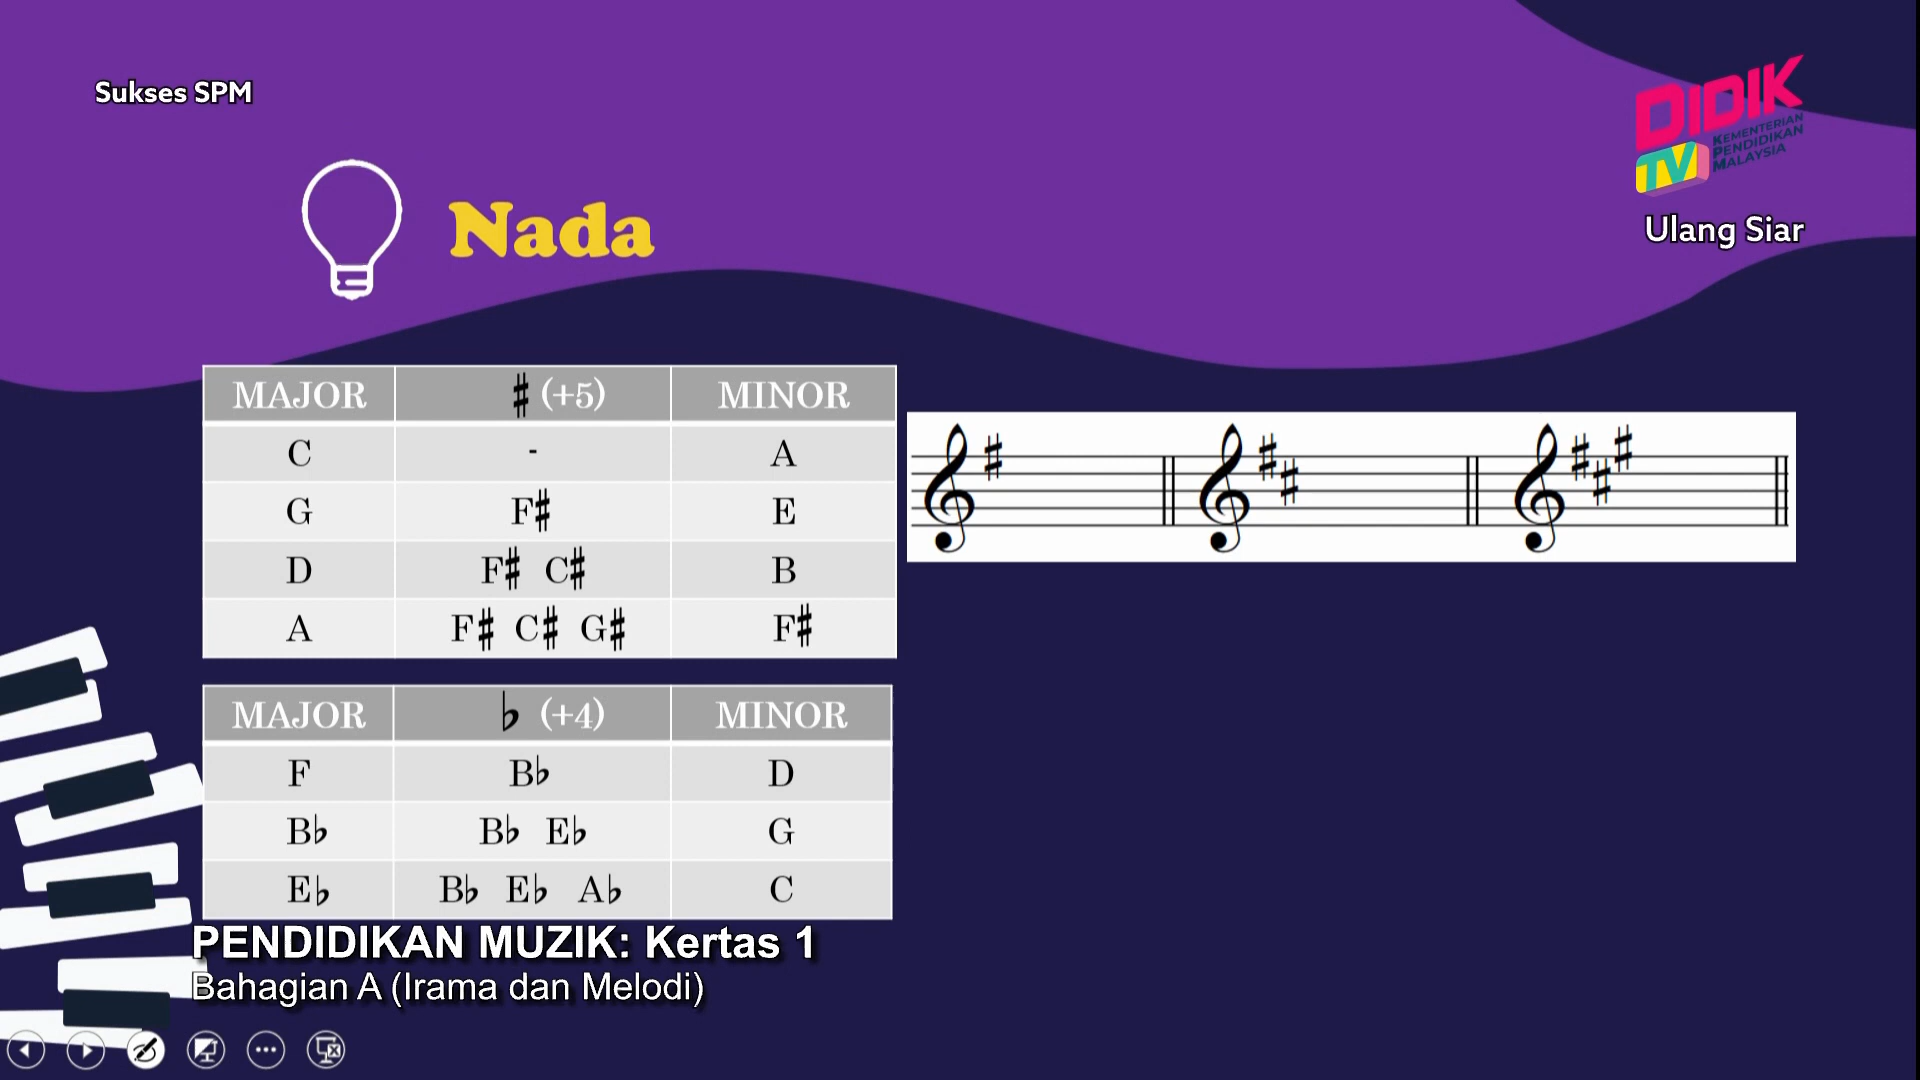 Sukses SPM
DIDIK
TV
KEMENTERIAN
PENDIDIKAN
MALAYSIA
Ulang Siar
Nada
MAJOR ♯ (+5) MINOR
C - A
G F♯ E
D F♯ C♯ B
A F♯ C♯ G♯ F♯
MAJOR ♭ (+4) MINOR
F B♭ D
B♭ B♭ E♭ G
E♭ B♭ E♭ A♭ C
PENDIDIKAN MUZIK: Kertas 1
Bahagian A (Irama dan Melodi)